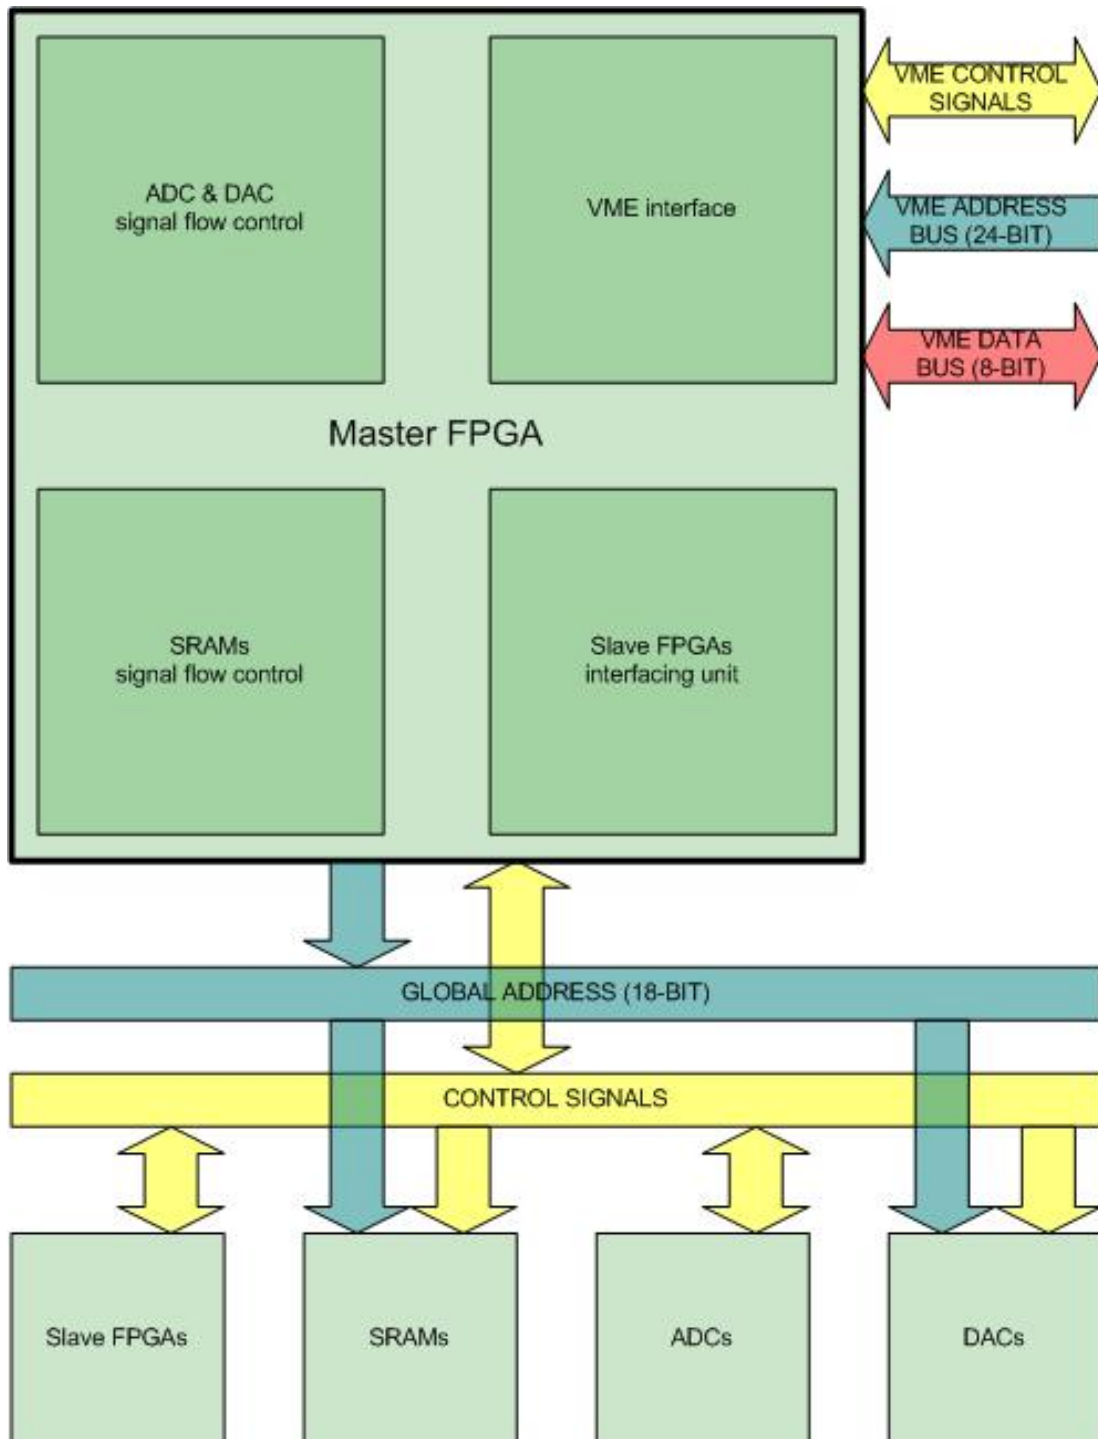 ADC & DAC
signal flow control
VME interface
VME CONTROL
SIGNALS
VME ADDRESS
BUS (24-BIT)
VME DATA
BUS (8-BIT)
Master FPGA
SRAMs
signal flow control
Slave FPGAs
interfacing unit
GLOBAL ADDRESS (18-BIT)
CONTROL SIGNALS
Slave FPGAs
SRAMs
ADCs
DACs